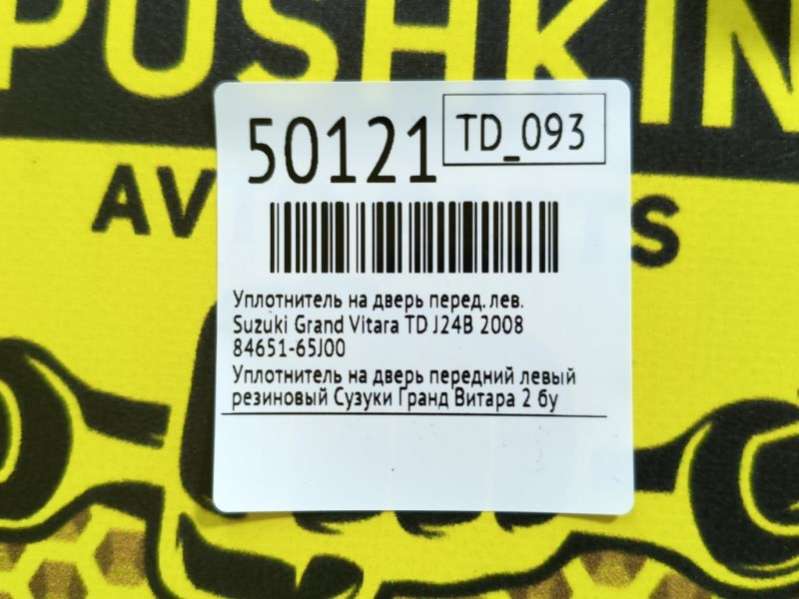 PUSHKIN
50121
TD_093
Уплотнитель на дверь перед. лев.
Suzuki Grand Vitara TD J24B 2008
84651-65J00
Уплотнитель на дверь передний левый
резиновый Сузуки Гранд Витара 2 бу